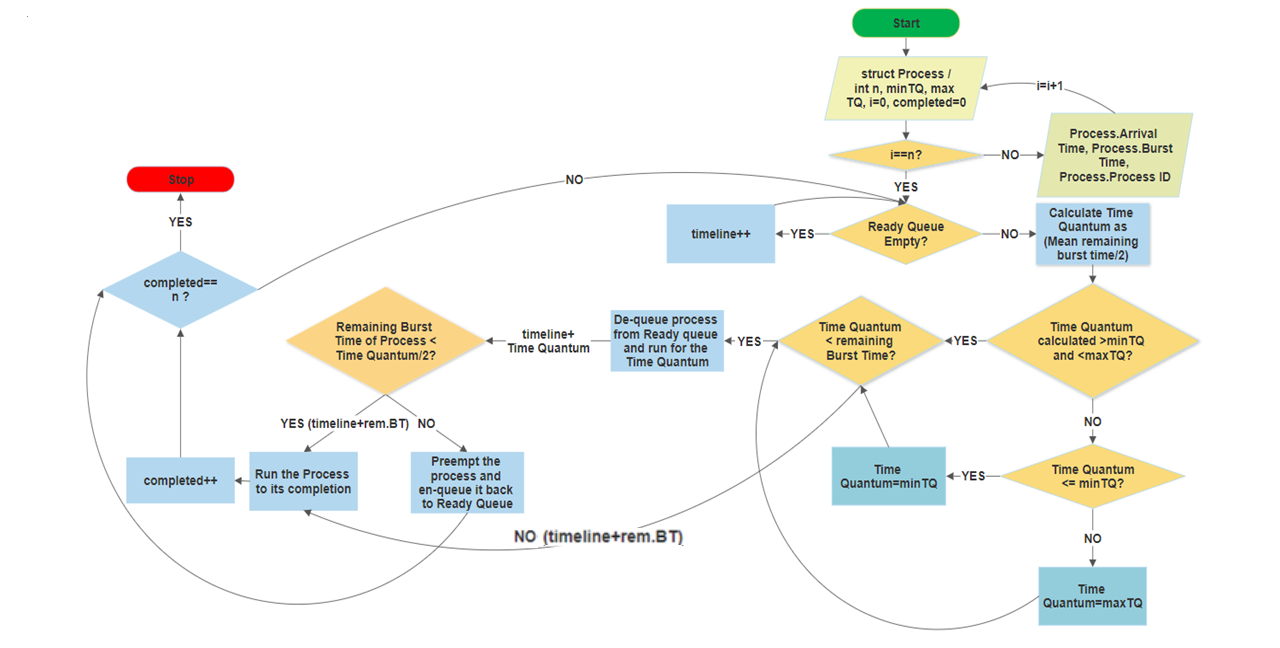 Start
struct Process /
int n, minTQ, max
TQ, i=0, completed=0
i=i+1
Process.Arrival
Time, Process.Burst
Time,
Process.Process ID
i==n?
NO
YES
Stop
YES
NO
timeline++
YES
Ready Queue
Empty?
NO
Calculate Time
Quantum as
(Mean remaining
burst time/2)
completed==
n ?
Remaining Burst
Time of Process <
Time Quantum/2?
timeline+
Time Quantum
De-queue process
from Ready queue
and run for the
Time Quantum
YES
Time Quantum
< remaining
Burst Time?
YES
Time Quantum
calculated >minTQ
and <maxTQ?
YES (timeline+rem.BT)
NO
NO
completed++
Run the Process
to its completion
Preempt the
process and
en-queue it back
to Ready Queue
Time
Quantum=minTQ
YES
Time Quantum
<= minTQ?
NO (timeline+rem.BT)
NO
Time
Quantum=maxTQ